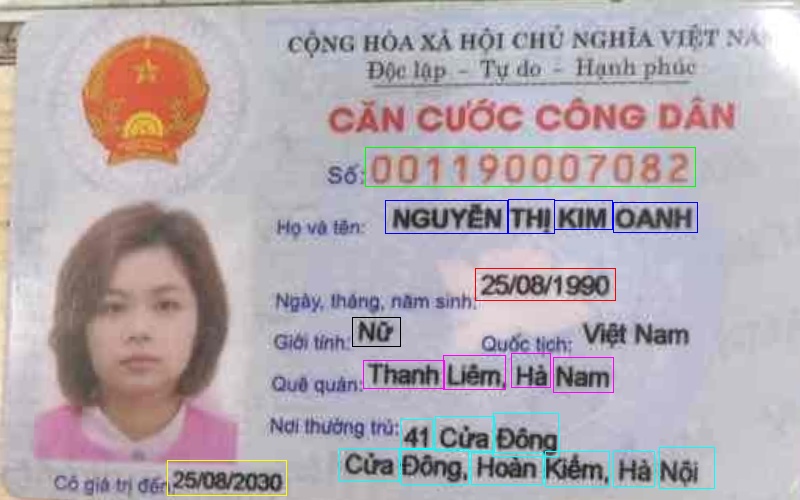 CỘNG HÒA XÃ HỘI CHỦ NGHĨA VIỆT NAM
Độc lập - Tự do - Hạnh phúc
CĂN CƯỚC CÔNG DÂN
Số: 001190007082
Họ và tên: NGUYỄN THỊ KIM OANH
Ngày, tháng, năm sinh: 25/08/1990
Giới tính: Nữ Quốc tịch: Việt Nam
Quê quán: Thanh Liêm, Hà Nam
Nơi thường trú: 41 Cửa Đông
Cửa Đông, Hoàn Kiếm, Hà Nội
Có giá trị đến 25/08/2030